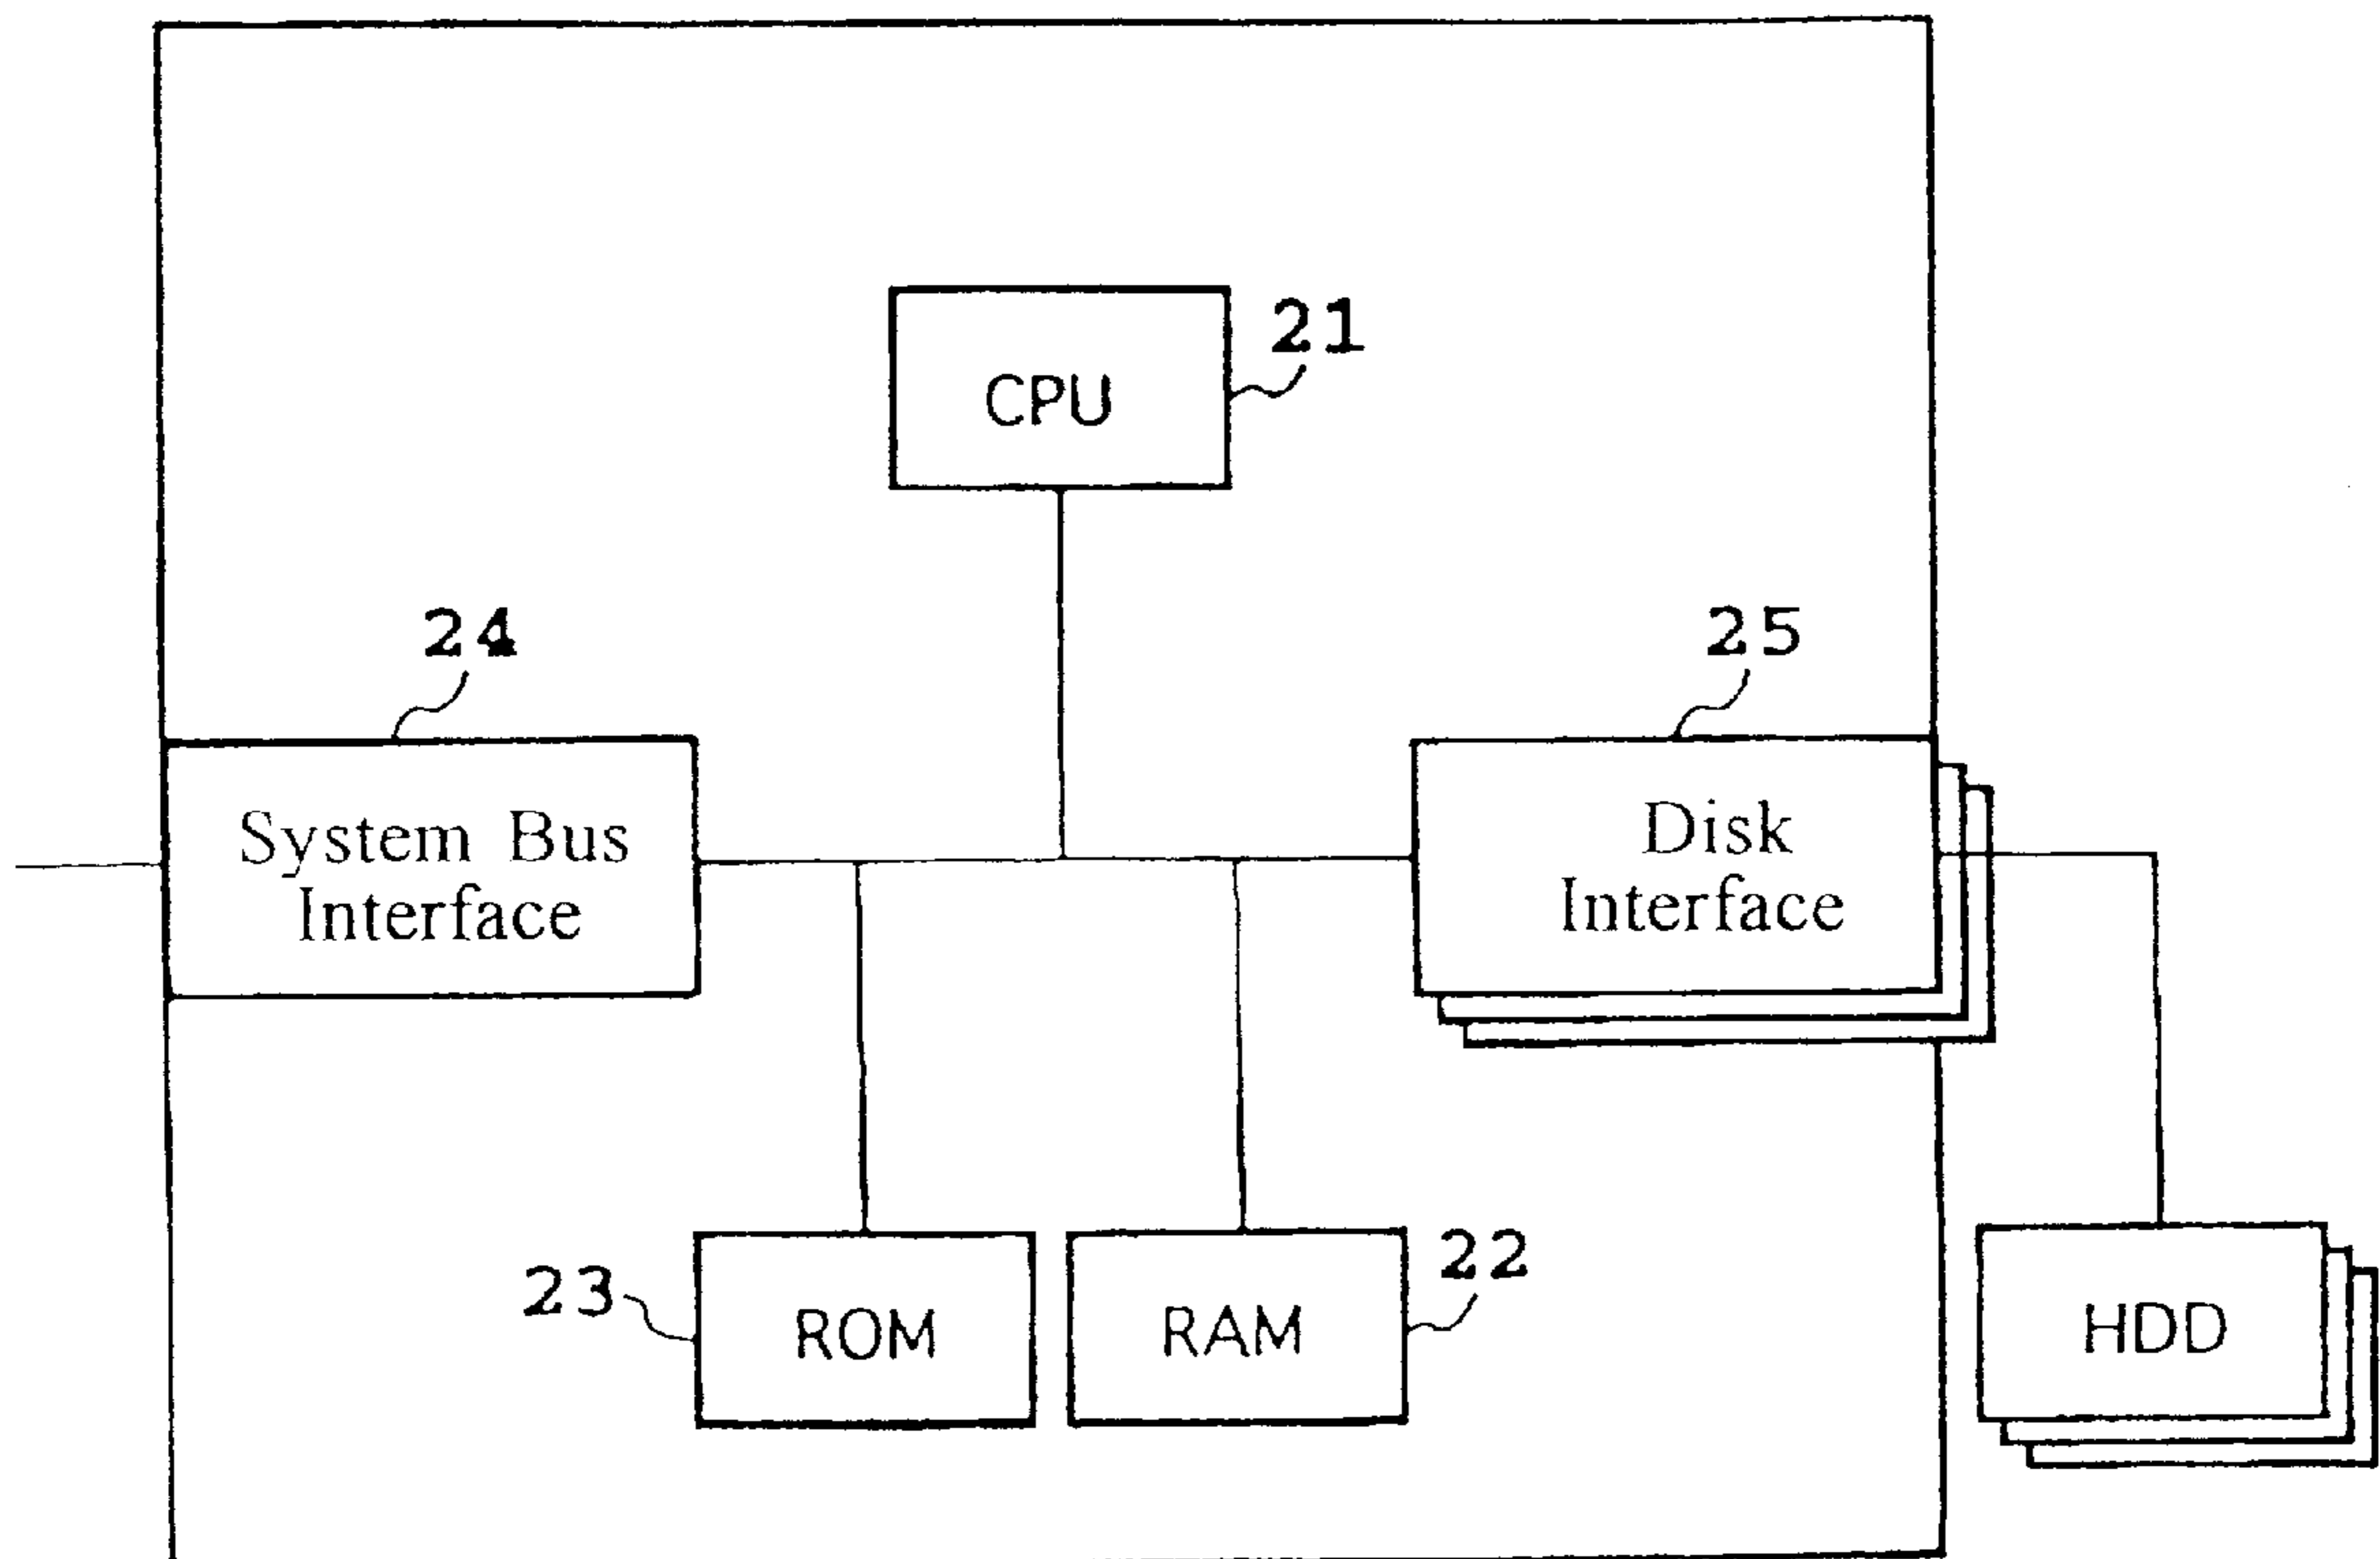 21
CPU
24
25
System Bus
Interface
Disk
Interface
23
ROM
RAM
22
HDD